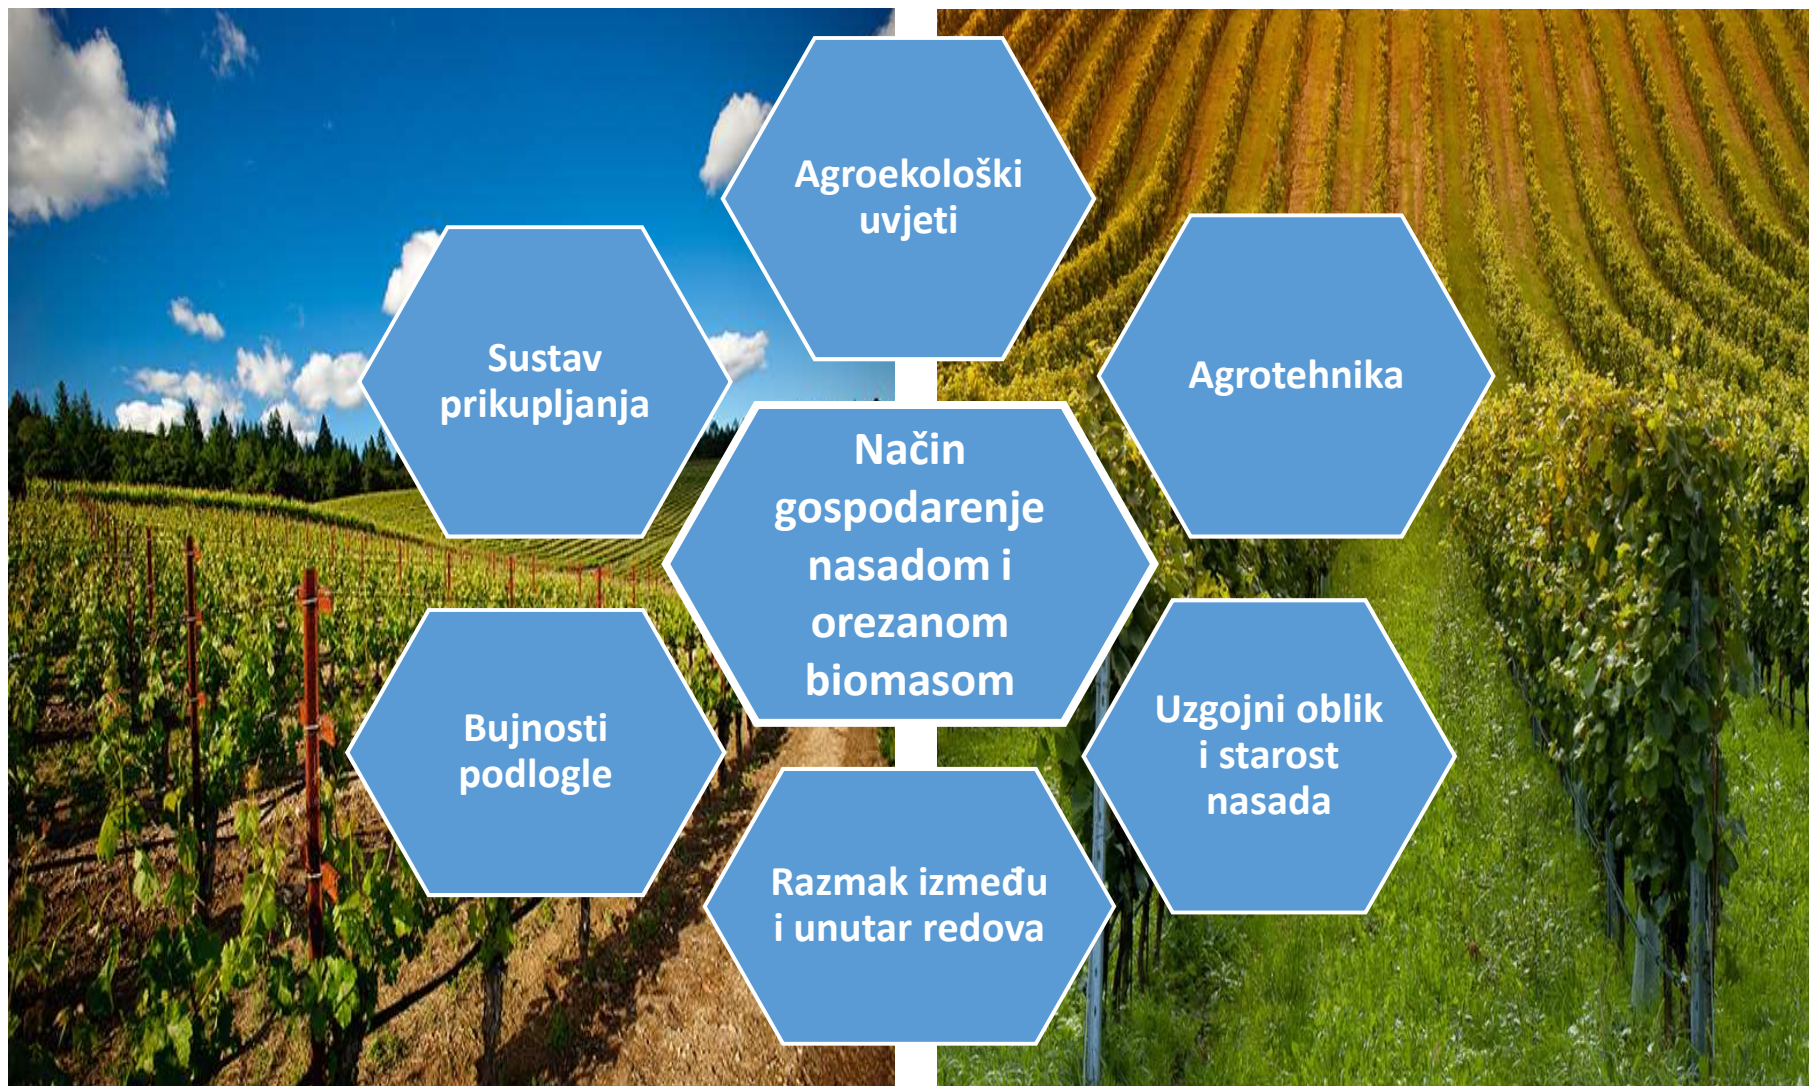 Agroekološki
uvjeti
Sustav
prikupljanja
Agrotehnika
Način
gospodarenje
nasadom i
orezanom
biomasom
Bujnosti
podlogle
Uzgojni oblik
i starost
nasada
Razmak između
i unutar redova